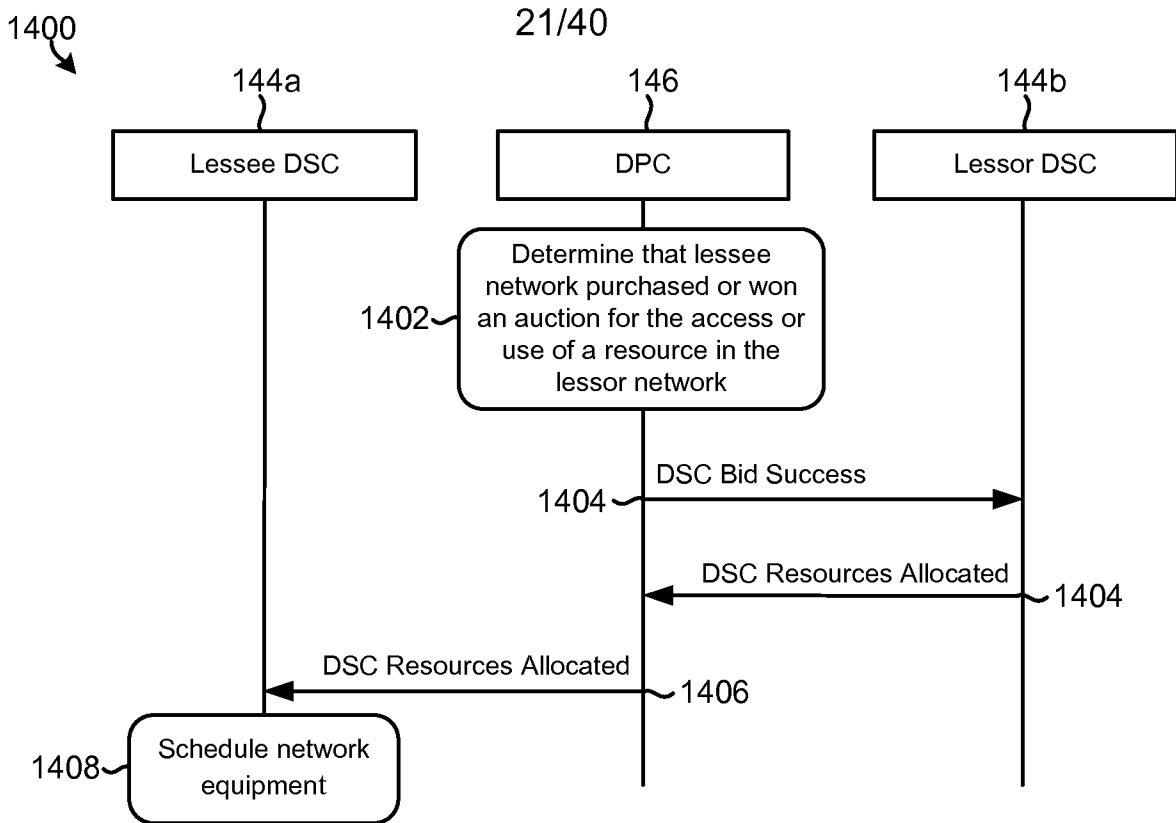 1400
21/40
144a
146
144b
Lessee DSC
DPC
Lessor DSC
Determine that lessee
network purchased or won
an auction for the access or
use of a resource in the
lessor network
1402
DSC Bid Success
1404
DSC Resources Allocated
1404
DSC Resources Allocated
1406
Schedule network
equipment
1408